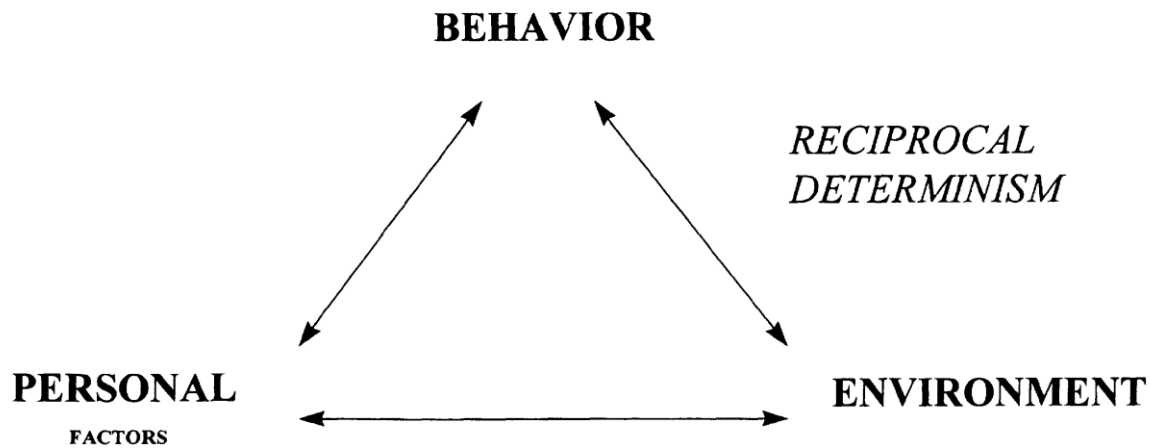 BEHAVIOR
RECIPROCAL
DETERMINISM
PERSONAL
FACTORS
ENVIRONMENT